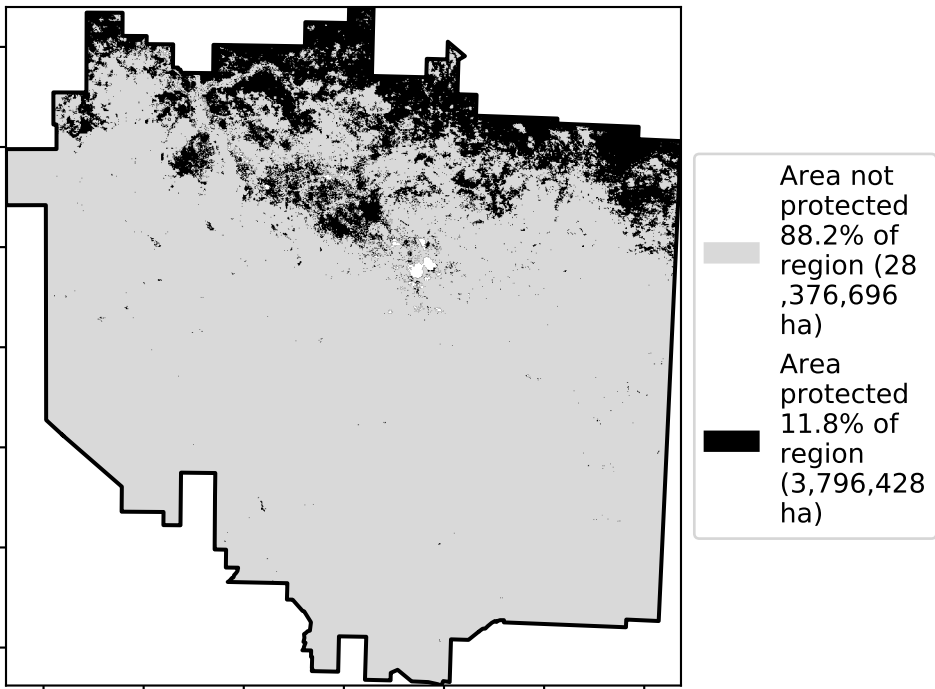 Area not
protected
88.2% of
region (28
,376,696
ha)
Area
protected
11.8% of
region
(3,796,428
ha)